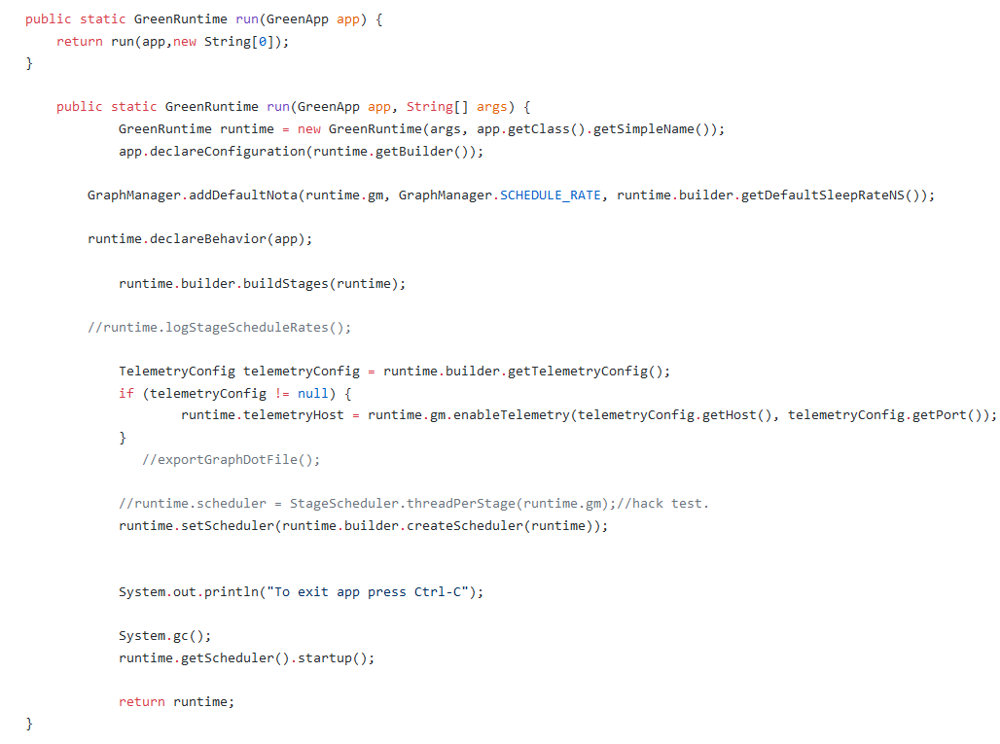 public static GreenRuntime run(GreenApp app) {
    return run(app,new String[0]);
}
    public static GreenRuntime run(GreenApp app, String[] args) {
            GreenRuntime runtime = new GreenRuntime(args, app.getClass().getSimpleName());
            app.declareConfiguration(runtime.getBuilder());
        GraphManager.addDefaultNota(runtime.gm, GraphManager.SCHEDULE_RATE, runtime.builder.getDefaultSleepRateNS());
        runtime.declareBehavior(app);
            runtime.builder.buildStages(runtime);
        //runtime.logStageScheduleRates();
            TelemetryConfig telemetryConfig = runtime.builder.getTelemetryConfig();
            if (telemetryConfig != null) {
                    runtime.telemetryHost = runtime.gm.enableTelemetry(telemetryConfig.getHost(), telemetryConfig.getPort());
            }
               //exportGraphDotFile();
            //runtime.scheduler = StageScheduler.threadPerStage(runtime.gm);//hack test.
            runtime.setScheduler(runtime.builder.createScheduler(runtime));
            System.out.println("To exit app press Ctrl-C");
            System.gc();
            runtime.getScheduler().startup();
            return runtime;
}